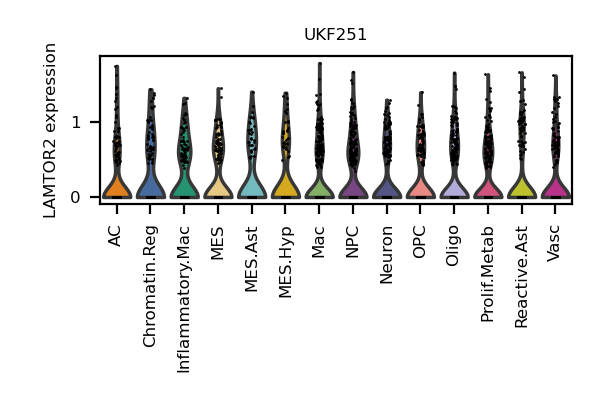 UKF251
LAMTOR2 expression
1
0
AC
Chromatin.Reg
Inflammatory.Mac
MES
MES.Ast
MES.Hyp
Mac
NPC
Neuron
OPC
Oligo
Prolif.Metab
Reactive.Ast
Vasc